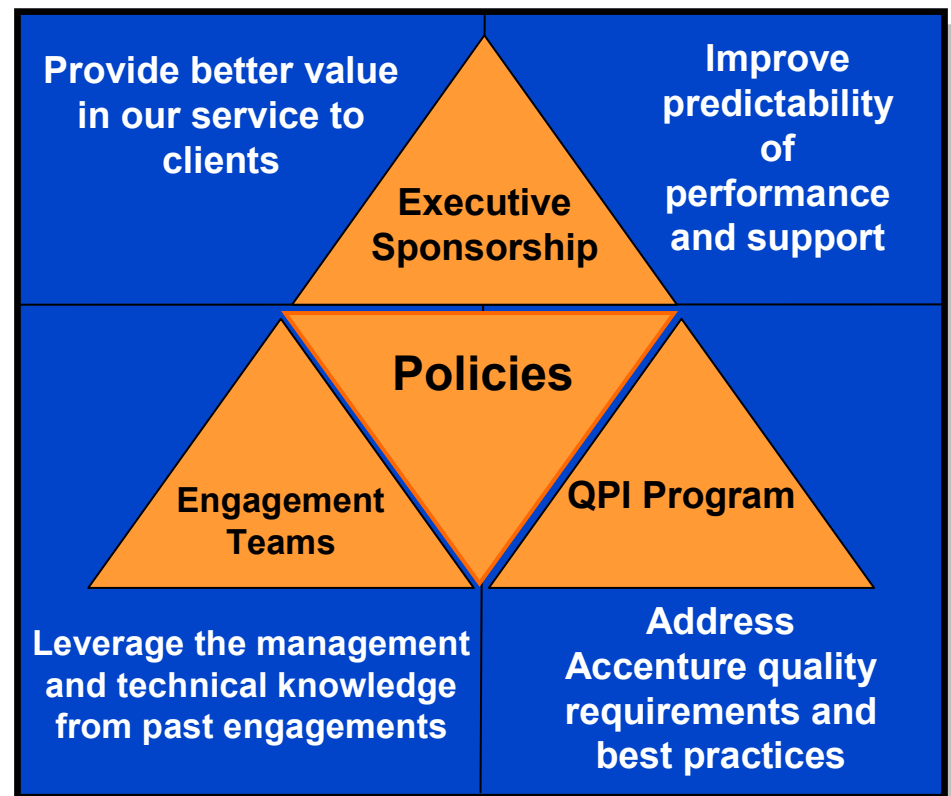 Provide better value
in our service to
clients
Improve
predictability
of
performance
and support
Executive
Sponsorship
Policies
Engagement
Teams
QPI Program
Leverage the management
and technical knowledge
from past engagements
Address
Accenture quality
requirements and
best practices